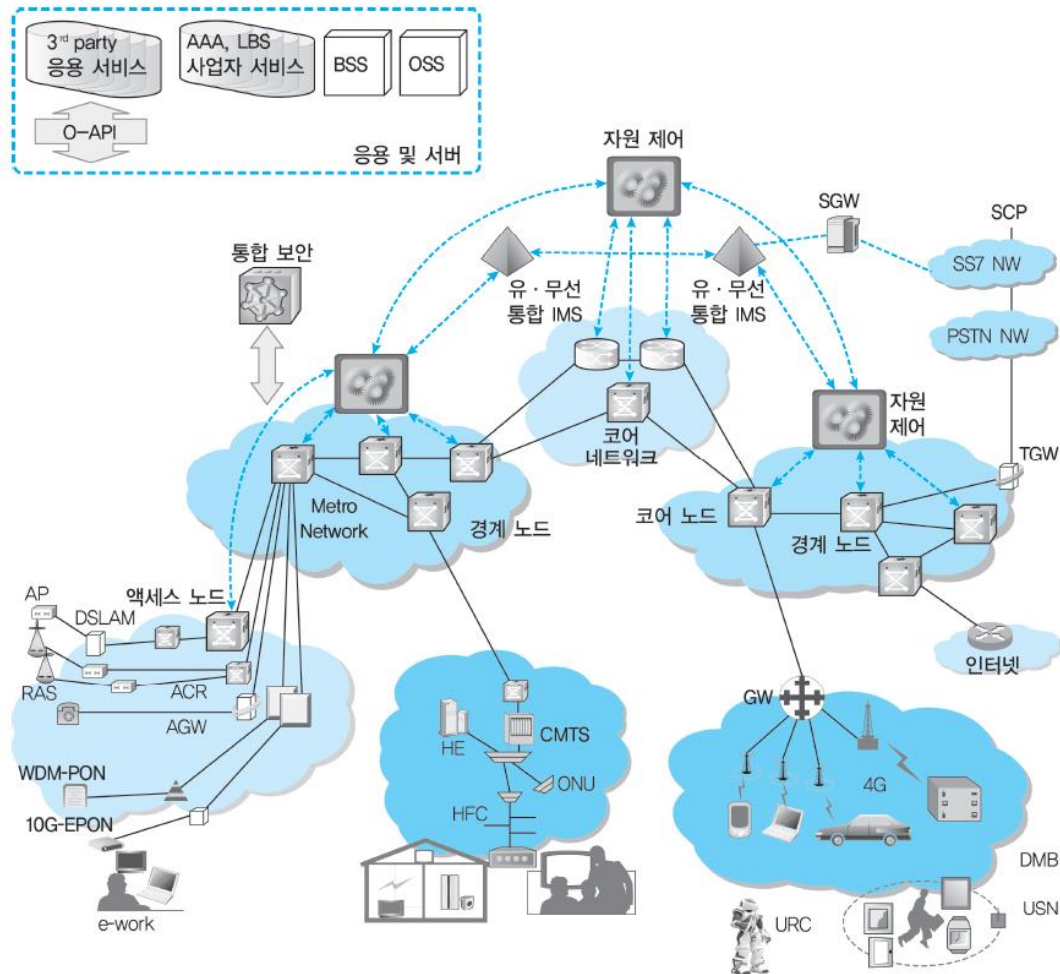 3rd party
응용 서비스
AAA, LBS
사업자 서비스
BSS
OSS
O-API
응용 및 서버
자원 제어
SGW
SCP
통합 보안
SS7 NW
유·무선
통합 IMS
유·무선
통합 IMS
PSTN NW
자원
제어
코어
네트워크
TGW
Metro
Network
경계 노드
코어 노드
경계 노드
액세스 노드
AP
DSLAM
인터넷
RAS
ACR
AGW
GW
HE
CMTS
WDM-PON
ONU
4G
10G-EPON
HFC
DMB
e-work
URC
USN